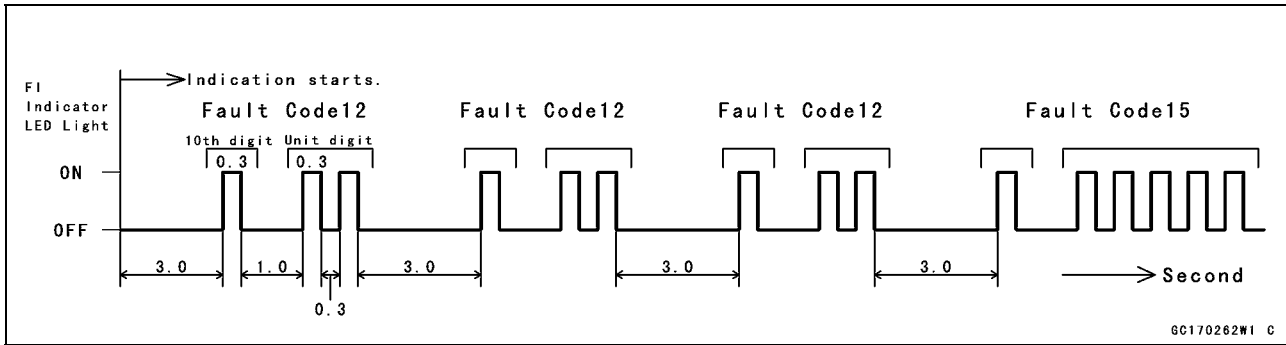 FI
Indicator
LED Light
Indication starts.
Fault Code12
Fault Code12
Fault Code12
Fault Code15
10th digit
Unit digit
0.3
0.3
ON
OFF
3.0
1.0
3.0
3.0
3.0
0.3
Second
GC170262W1 C